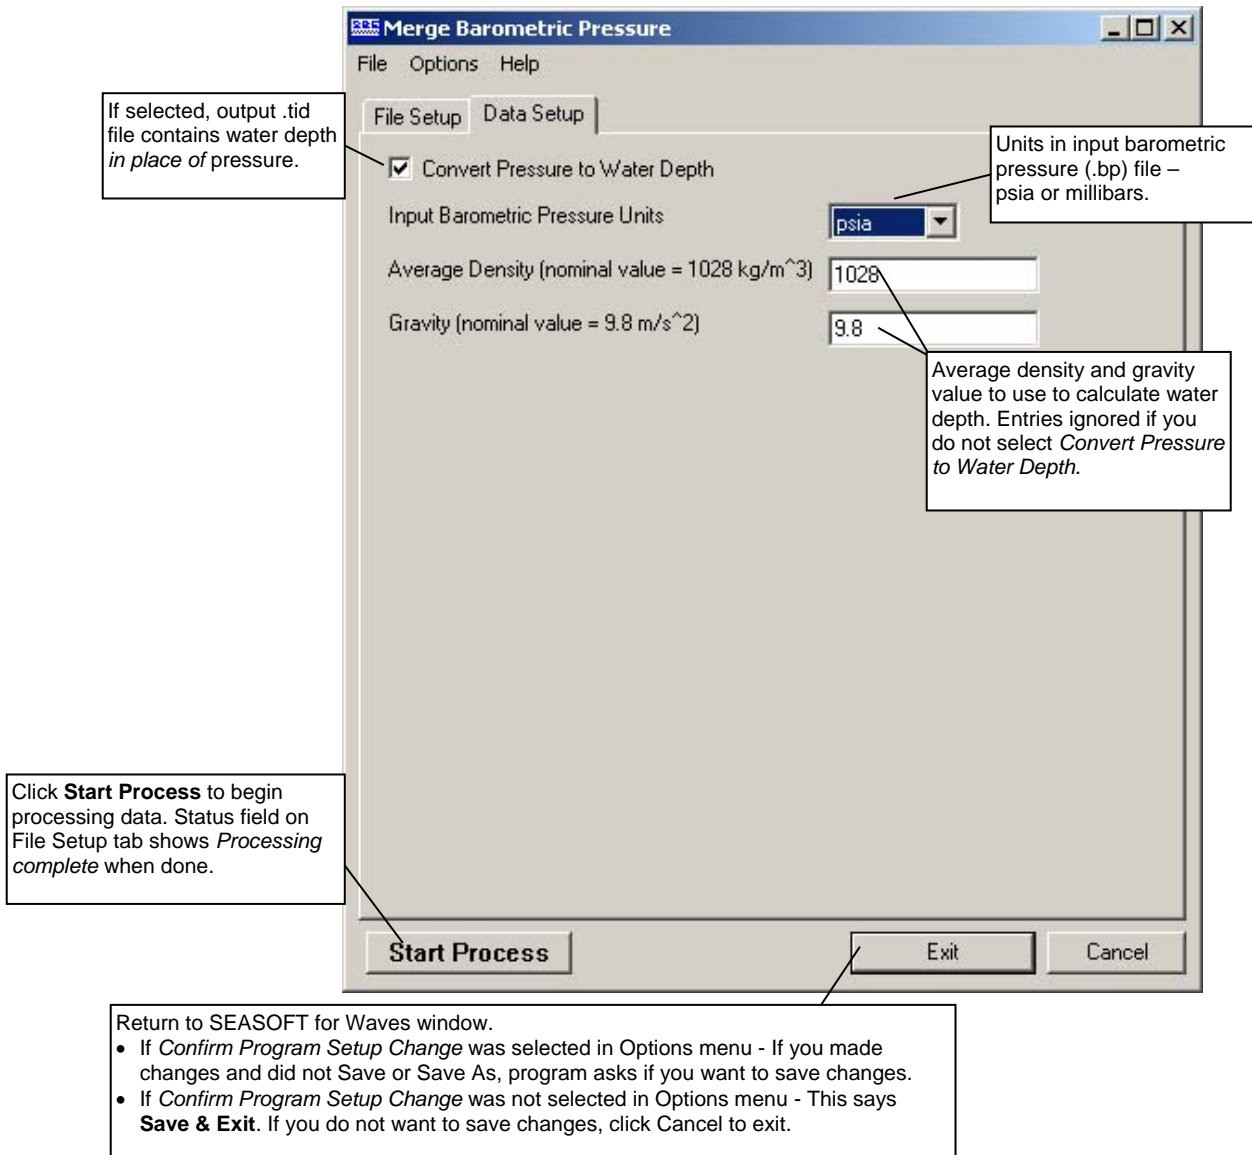 Merge Barometric Pressure
File Options Help
File Setup Data Setup
If selected, output .tid
file contains water depth
in place of pressure.
Convert Pressure to Water Depth
Units in input barometric
pressure (.bp) file –
psia or millibars.
Input Barometric Pressure Units
psia
Average Density (nominal value = 1028 kg/m^3)
1028
Gravity (nominal value = 9.8 m/s^2)
9.8
Average density and gravity
value to use to calculate water
depth. Entries ignored if you
do not select Convert Pressure
to Water Depth.
Click Start Process to begin
processing data. Status field on
File Setup tab shows Processing
complete when done.
Start Process
Exit
Cancel
Return to SEASOFT for Waves window.
• If Confirm Program Setup Change was selected in Options menu - If you made
changes and did not Save or Save As, program asks if you want to save changes.
• If Confirm Program Setup Change was not selected in Options menu - This says
Save & Exit. If you do not want to save changes, click Cancel to exit.